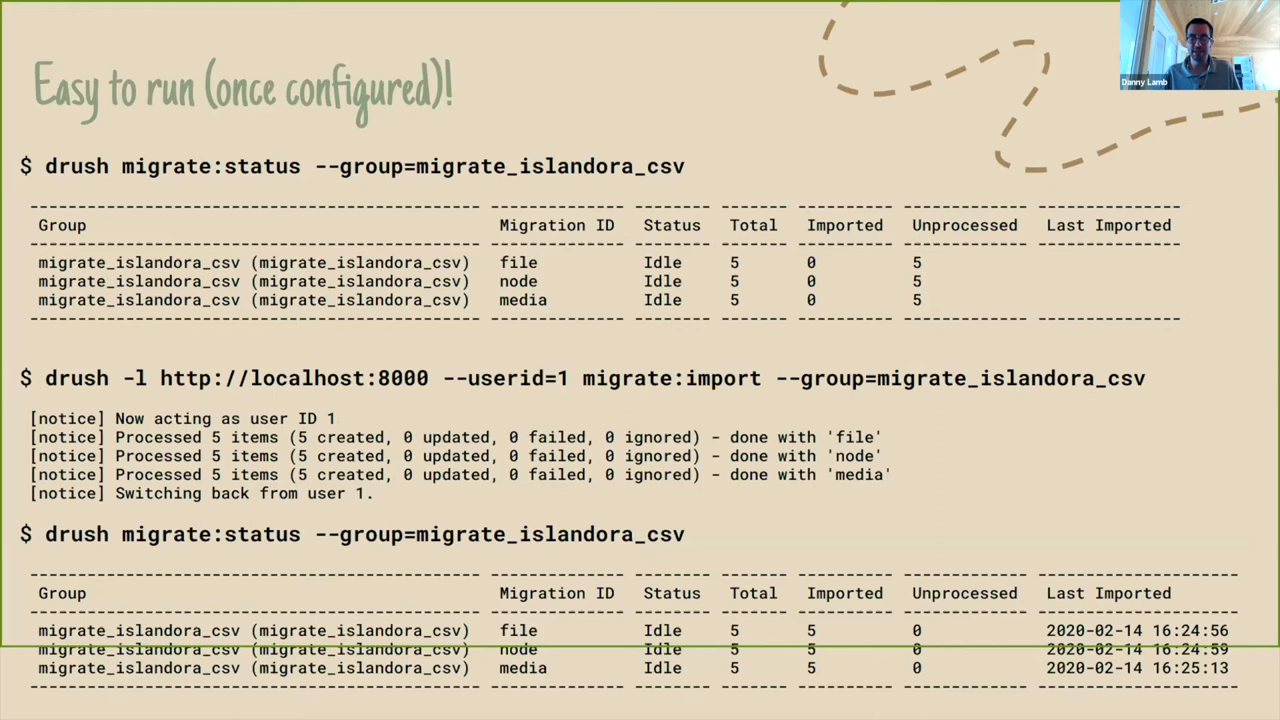 Danny Lamb
Easy to run (once configured)!
$ drush migrate:status --group=migrate_islandora_csv
----------------------------------------------- -------------- -------- ------- ---------- ------------- ---------------
Group Migration ID Status Total Imported Unprocessed Last Imported
----------------------------------------------- -------------- -------- ------- ---------- ------------- ---------------
migrate_islandora_csv (migrate_islandora_csv) file Idle 5 0 5
migrate_islandora_csv (migrate_islandora_csv) node Idle 5 0 5
migrate_islandora_csv (migrate_islandora_csv) media Idle 5 0 5
----------------------------------------------- -------------- -------- ------- ---------- ------------- ---------------
$ drush -l http://localhost:8000 --userid=1 migrate:import --group=migrate_islandora_csv
[notice] Now acting as user ID 1
[notice] Processed 5 items (5 created, 0 updated, 0 failed, 0 ignored) - done with 'file'
[notice] Processed 5 items (5 created, 0 updated, 0 failed, 0 ignored) - done with 'node'
[notice] Processed 5 items (5 created, 0 updated, 0 failed, 0 ignored) - done with 'media'
[notice] Switching back from user 1.
$ drush migrate:status --group=migrate_islandora_csv
----------------------------------------------- -------------- -------- ------- ---------- ------------- ---------------------
Group Migration ID Status Total Imported Unprocessed Last Imported
----------------------------------------------- -------------- -------- ------- ---------- ------------- ---------------------
migrate_islandora_csv (migrate_islandora_csv) file Idle 5 5 0 2020-02-14 16:24:56
migrate_islandora_csv (migrate_islandora_csv) node Idle 5 5 0 2020-02-14 16:24:59
migrate_islandora_csv (migrate_islandora_csv) media Idle 5 5 0 2020-02-14 16:25:13
----------------------------------------------- -------------- -------- ------- ---------- ------------- ---------------------